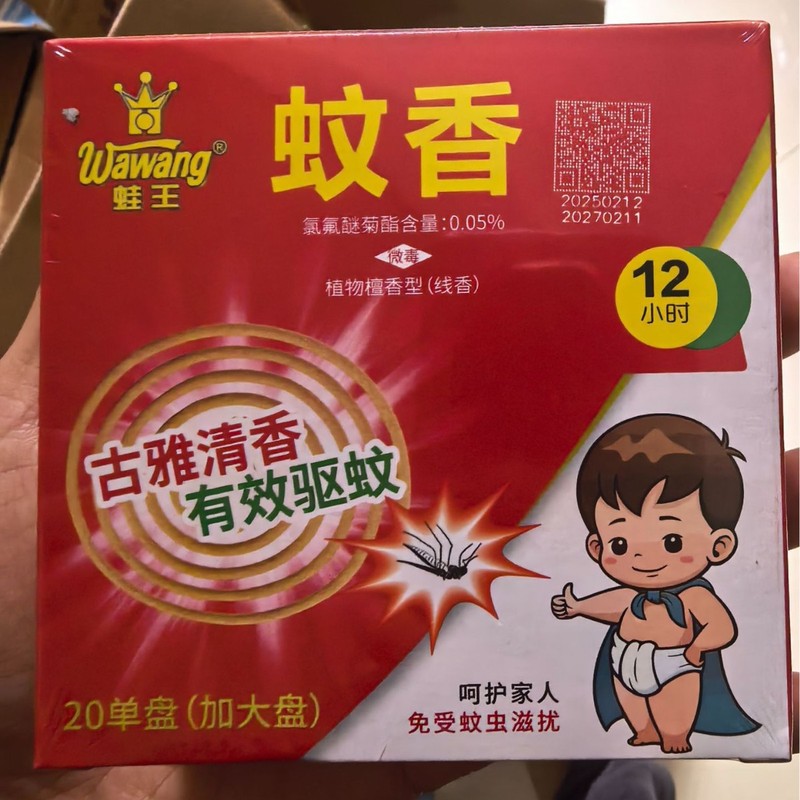 Wawang®
蛙王
蚊香
20250212
20270211
氯氟醚菊酯含量:0.05%
微毒
植物檀香型(线香)
12
小时
古雅清香
有效驱蚊
20单盘(加大盘)
呵护家人
免受蚊虫滋扰